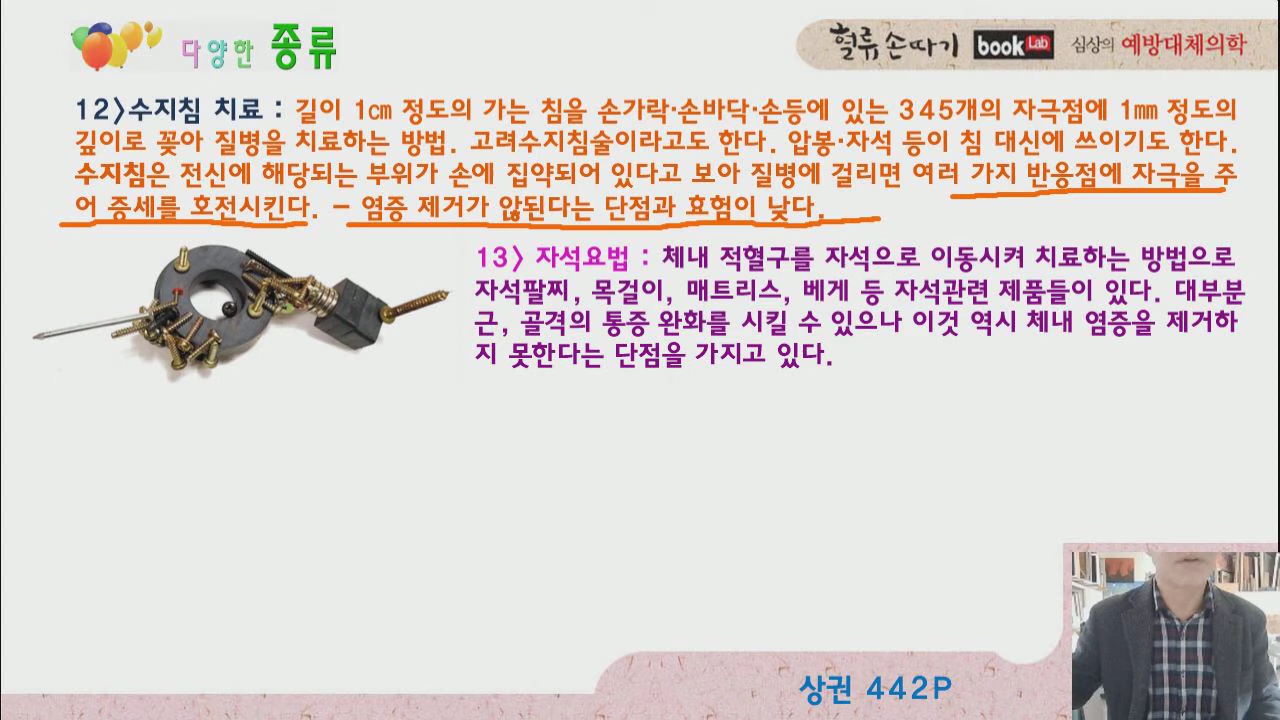 다양한 종류
혈류 손따기 book Lab 심상의 예방대체의학
12>수지침 치료 : 길이 1㎝ 정도의 가는 침을 손가락·손바닥·손등에 있는 345개의 자극점에 1㎜ 정도의
깊이로 꽂아 질병을 치료하는 방법. 고려수지침술이라고도 한다. 압봉·자석 등이 침 대신에 쓰이기도 한다.
수지침은 전신에 해당되는 부위가 손에 집약되어 있다고 보아 질병에 걸리면 여러 가지 반응점에 자극을 주
어 증세를 호전시킨다. - 염증 제거가 않된다는 단점과 효험이 낮다.
13> 자석요법 : 체내 적혈구를 자석으로 이동시켜 치료하는 방법으로
자석팔찌, 목걸이, 매트리스, 베게 등 자석관련 제품들이 있다. 대부분
근, 골격의 통증 완화를 시킬 수 있으나 이것 역시 체내 염증을 제거하
지 못한다는 단점을 가지고 있다.
상권 442P